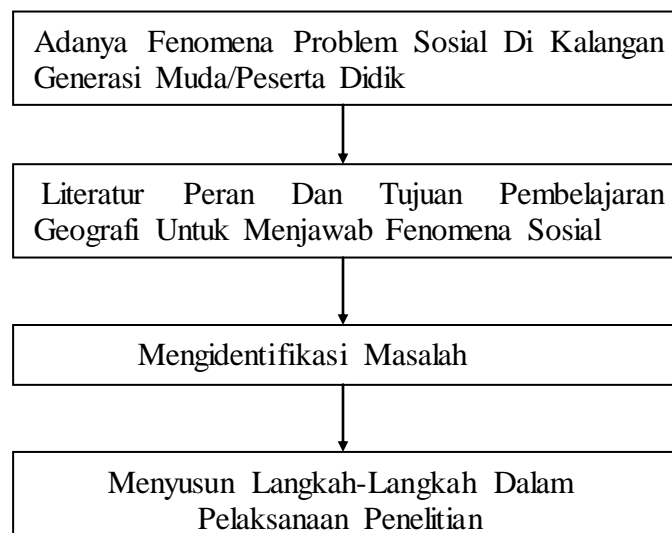 Adanya Fenomena Problem Sosial Di Kalangan
Generasi Muda/Peserta Didik
Literatur Peran Dan Tujuan Pembelajaran
Geografi Untuk Menjawab Fenomena Sosial
Mengidentifikasi Masalah
Menyusun Langkah-Langkah Dalam
Pelaksanaan Penelitian